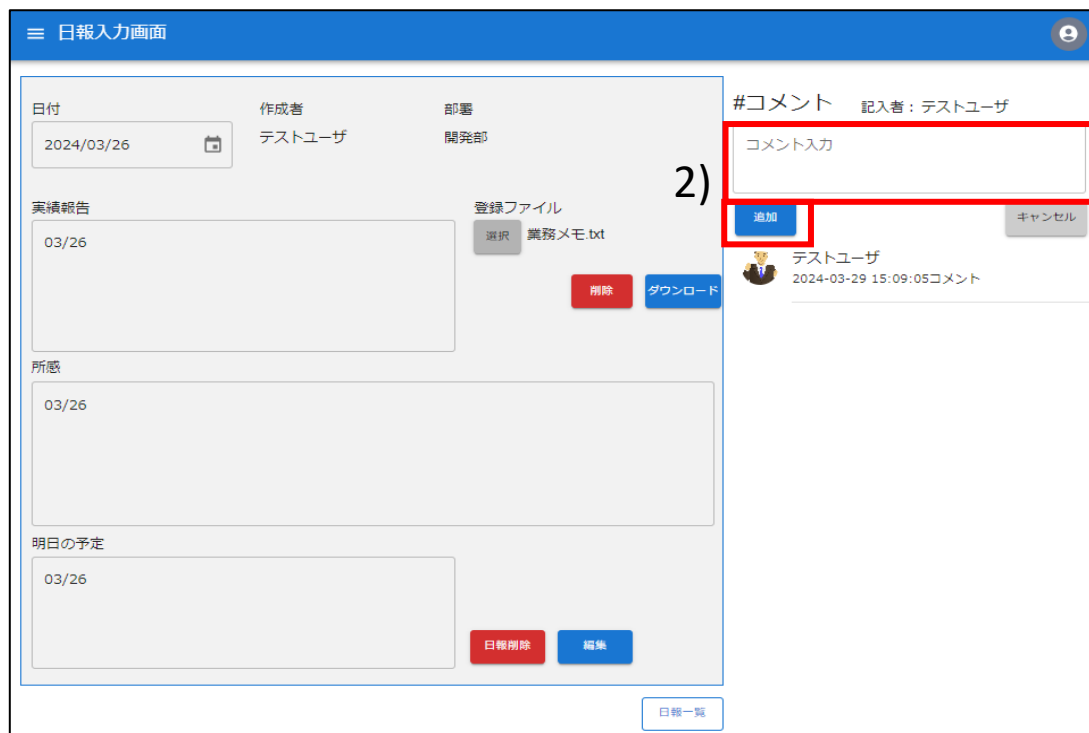 日報入力画面
日付
作成者
部署
2024/03/26
テストユーザ
開発部
実績報告
03/26
登録ファイル
選択 業務メモ.txt
削除 ダウンロード
所感
03/26
明日の予定
03/26
日報削除 編集
日報一覧
#コメント 記入者：テストユーザ
2)
コメント入力
追加 キャンセル
テストユーザ
2024-03-29 15:09:05コメント